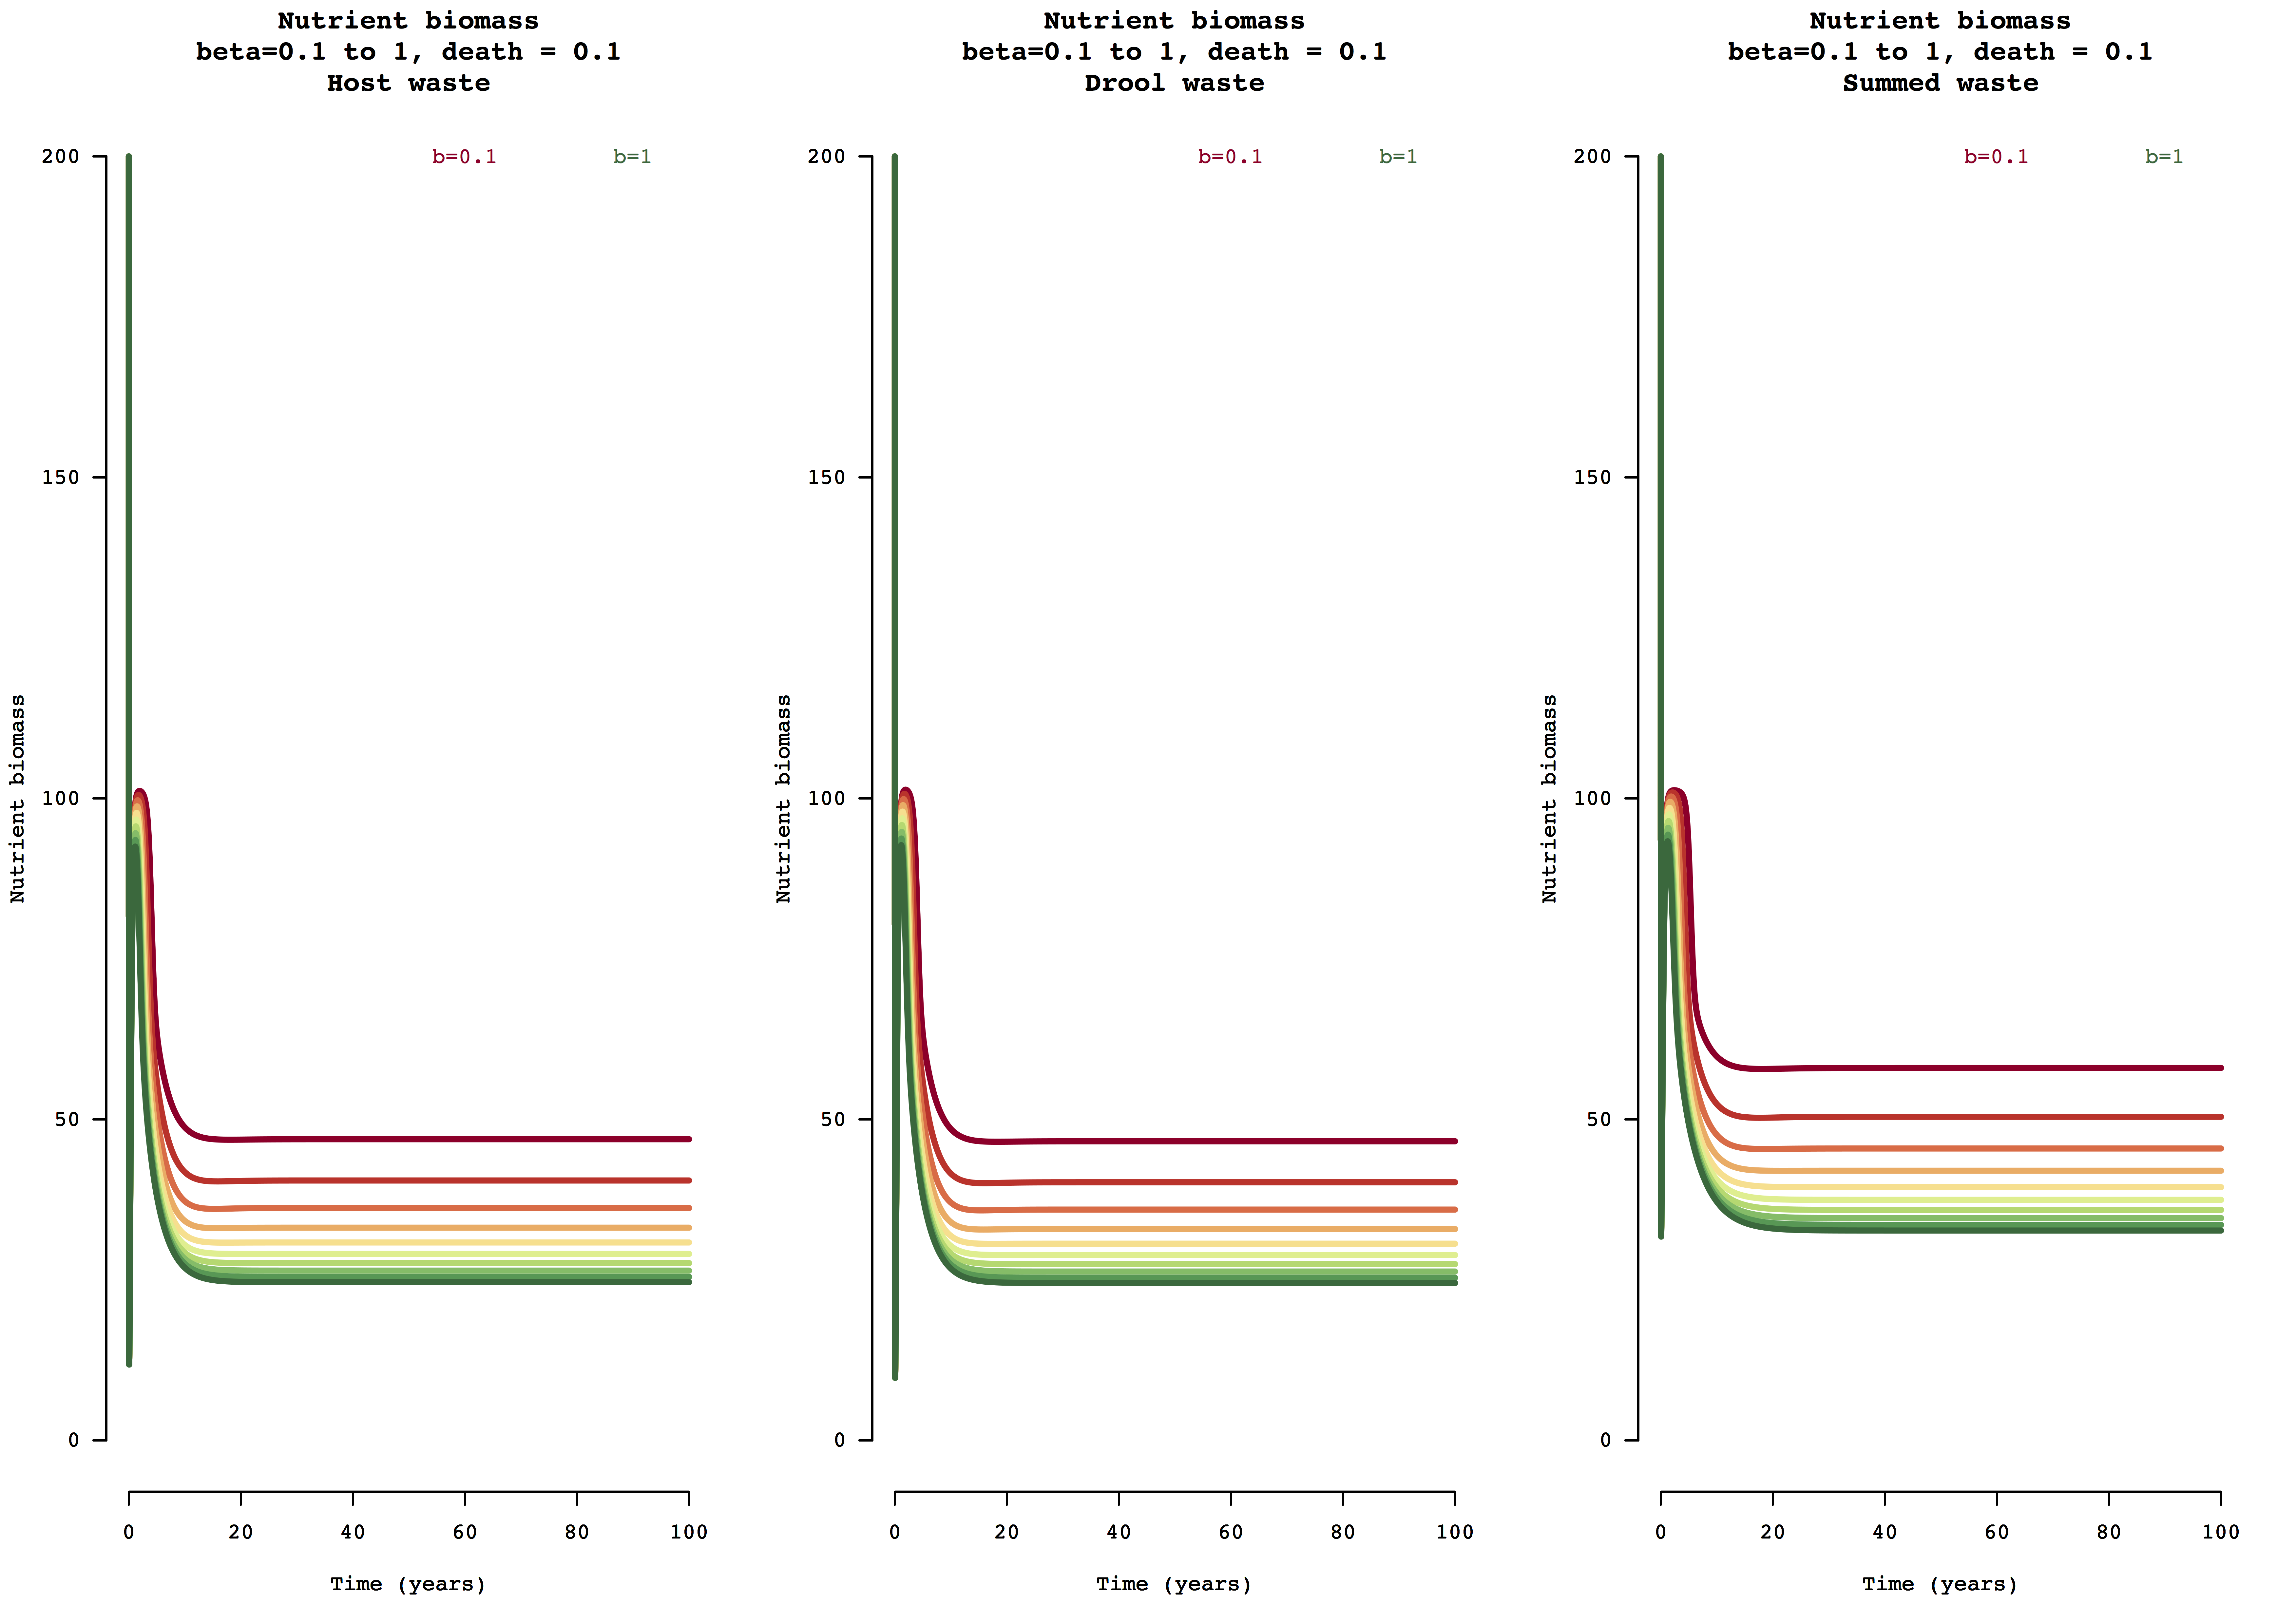 Nutrient biomass
beta=0.1 to 1, death = 0.1
Host waste
b=0.1 b=1
200
150
100
50
0
Nutrient biomass
0 20 40 60 80 100
Time (years)
Nutrient biomass
beta=0.1 to 1, death = 0.1
Drool waste
b=0.1 b=1
200
150
100
50
0
Nutrient biomass
0 20 40 60 80 100
Time (years)
Nutrient biomass
beta=0.1 to 1, death = 0.1
Summed waste
b=0.1 b=1
200
150
100
50
0
Nutrient biomass
0 20 40 60 80 100
Time (years)